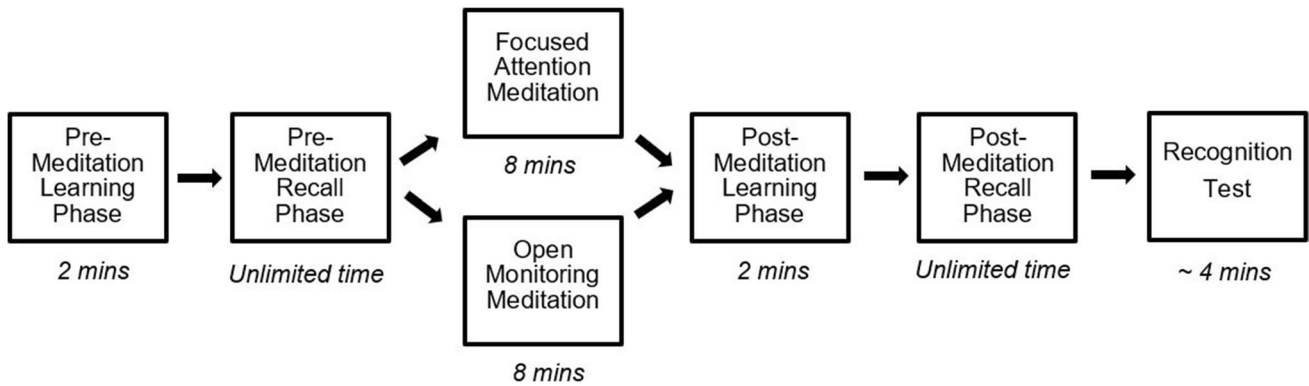 Pre-
Meditation
Learning
Phase
2 mins
Pre-
Meditation
Recall
Phase
Unlimited time
Focused
Attention
Meditation
8 mins
Open
Monitoring
Meditation
8 mins
Post-
Meditation
Learning
Phase
2 mins
Post-
Meditation
Recall
Phase
Unlimited time
Recognition
Test
~ 4 mins